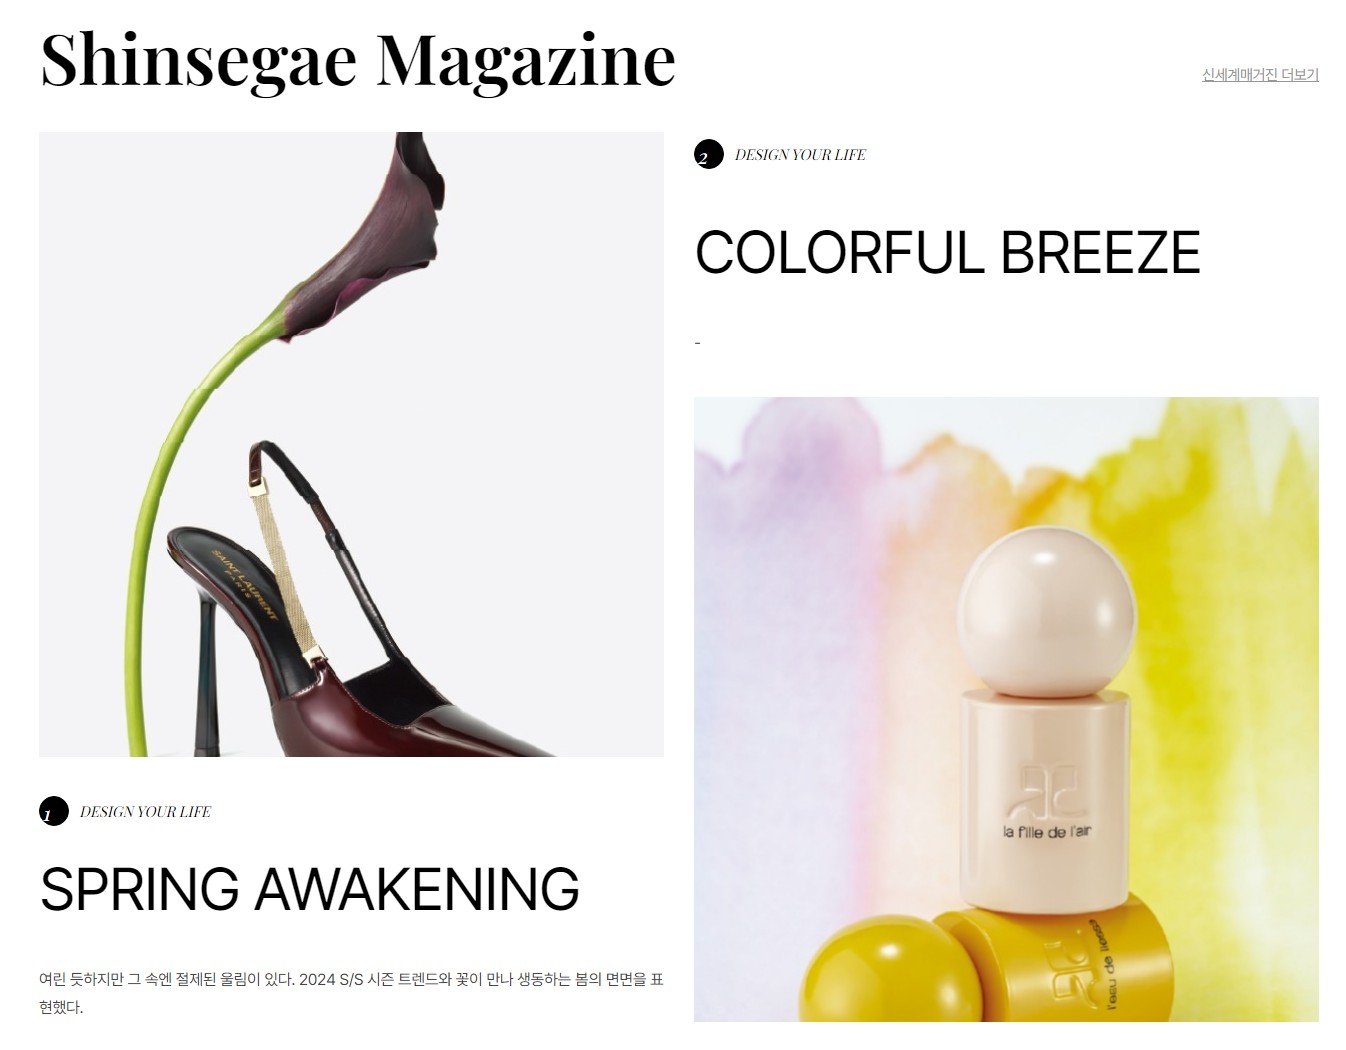 Shinsegae Magazine
신세계매거진 더보기
SAINT LAURENT
PARIS
1 DESIGN YOUR LIFE
SPRING AWAKENING
여린 듯하지만 그 속엔 절제된 울림이 있다. 2024 S/S 시즌 트렌드와 꽃이 만나 생동하는 봄의 면면을 표
현했다.
2 DESIGN YOUR LIFE
COLORFUL BREEZE
-
la fille de l'air
l'eau de liesse